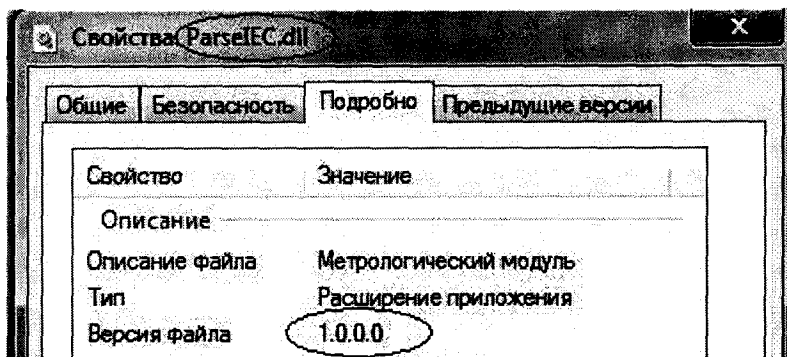 Свойства: ParseIEC.dll
Общие Безопасность Подробно Предыдущие версии
Свойство Значение
Описание
Описание файла Метрологический модуль
Тип Расширение приложения
Версия файла 1.0.0.0